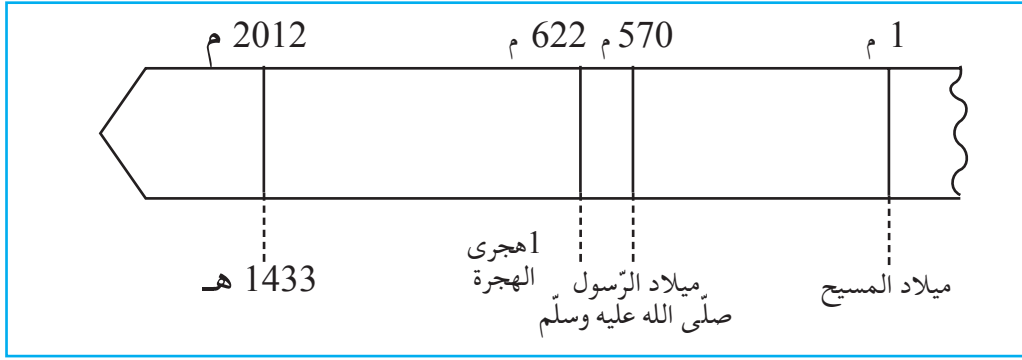 1 م
570 م
622 م
2012 م
ميلاد المسيح
ميلاد الرّسول
صلّى الله عليه وسلّم
1هجرى
الهجرة
1433 هـ